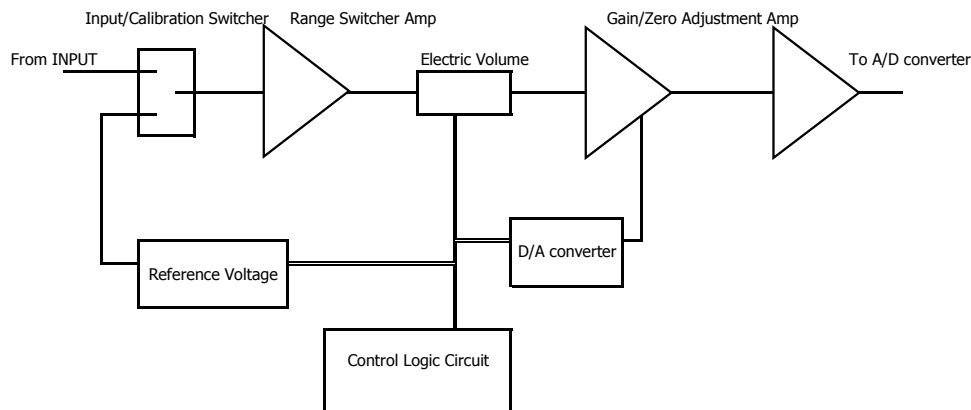 Input/Calibration Switcher
Range Switcher Amp
Gain/Zero Adjustment Amp
From INPUT
Electric Volume
To A/D converter
D/A converter
Reference Voltage
Control Logic Circuit